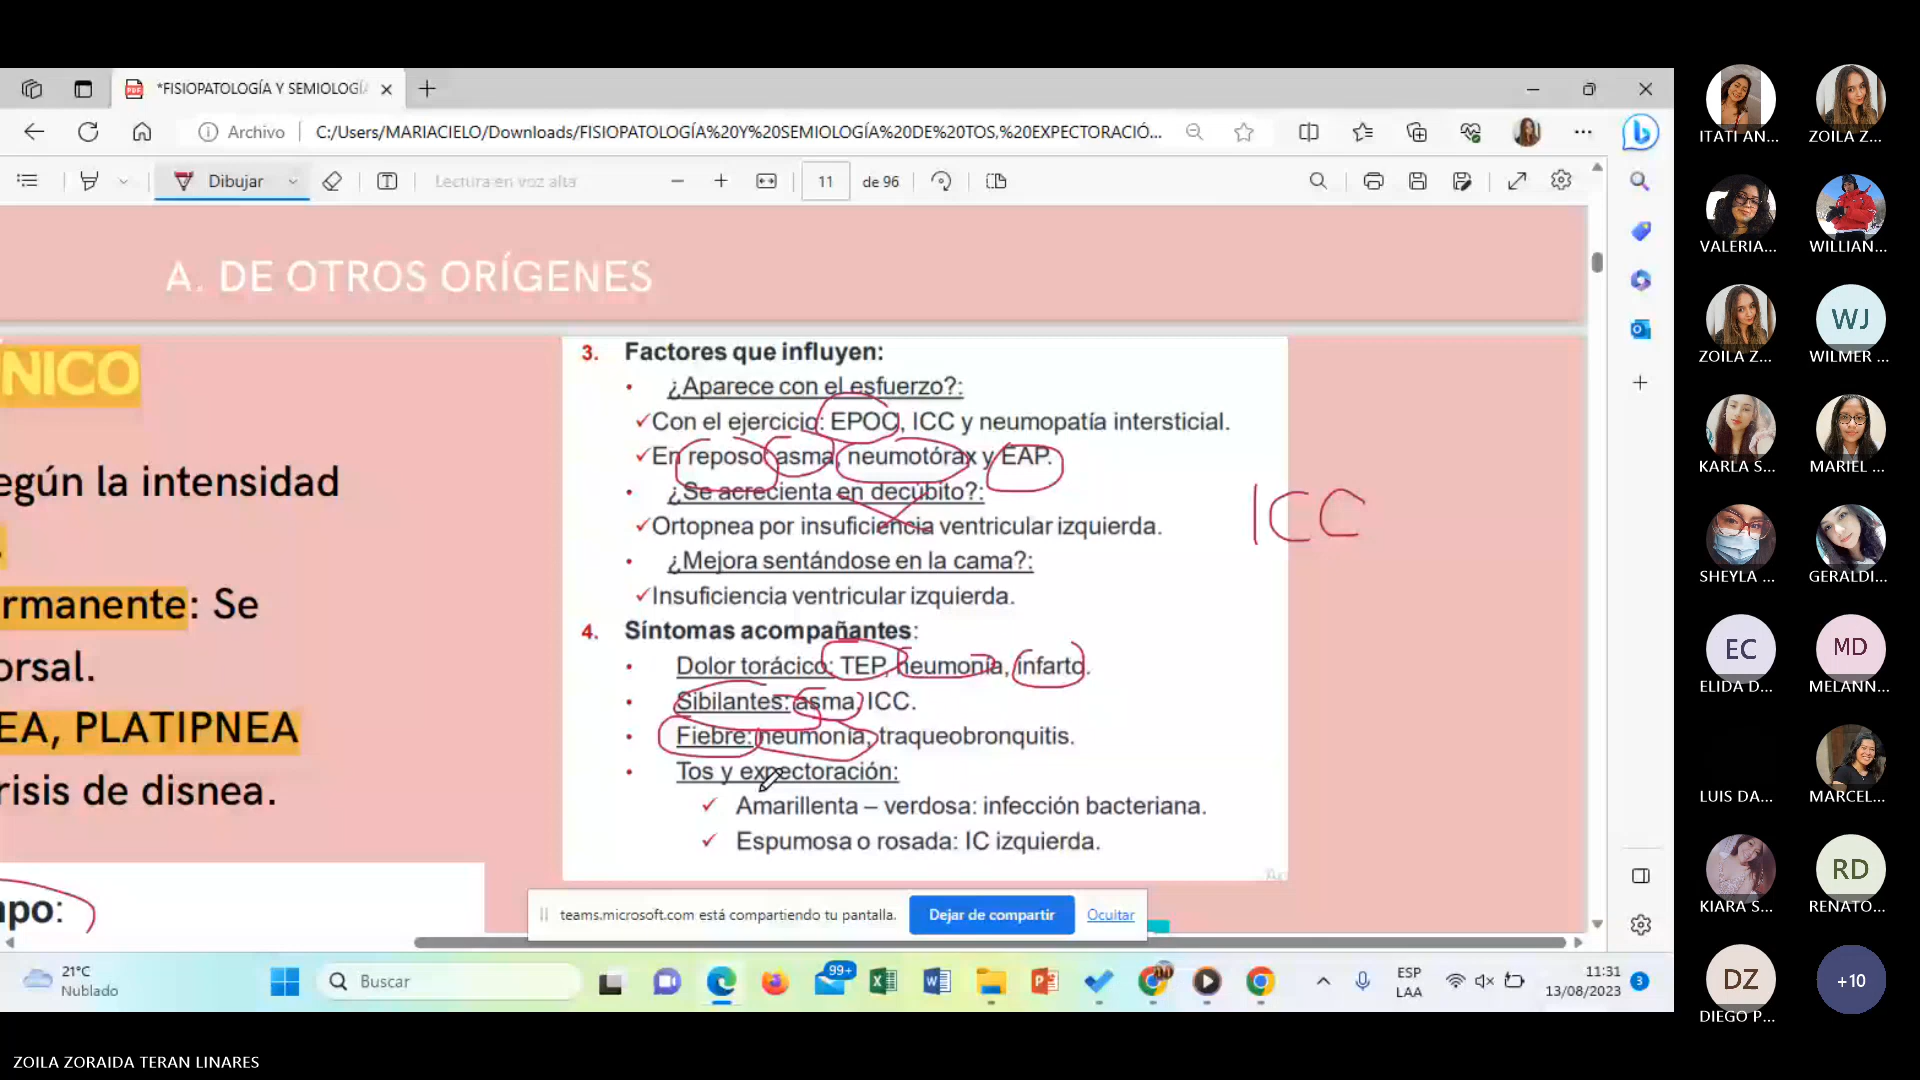 *FISIOPATOLOGÍA Y SEMIOLOGÍA
Archivo
C:/Users/MARIACIELO/Downloads/FISIOPATOLOGÍA%20Y%20SEMIOLOGÍA%20DE%20TOS,%20EXPECTORACIÓ...
Dibujar
Lectura en voz alta
11
de 96
A. DE OTROS ORÍGENES
NICO
egún la intensidad
rmanente: Se
orsal.
EA, PLATIPNEA
risis de disnea.
mpo:
3. Factores que influyen:
• ¿Aparece con el esfuerzo?:
✓Con el ejercicio: EPOC, ICC y neumopatía intersticial.
✓En reposo: asma, neumotórax y EAP.
• ¿Se acrecienta en decúbito?:
✓Ortopnea por insuficiencia ventricular izquierda.
• ¿Mejora sentándose en la cama?:
✓Insuficiencia ventricular izquierda.
4. Síntomas acompañantes:
• Dolor torácico: TEP, neumonía, infarto.
• Sibilantes: asma, ICC.
• Fiebre: neumonía, traqueobronquitis.
• Tos y expectoración:
✓ Amarillenta – verdosa: infección bacteriana.
✓ Espumosa o rosada: IC izquierda.
ICC
teams.microsoft.com está compartiendo tu pantalla.
Dejar de compartir
Ocultar
21°C
Nublado
Buscar
99+
ESP
LAA
11:31
13/08/2023
3
ITATI AN...
ZOILA Z...
VALERIA...
WILLIAN...
ZOILA Z...
WJ
WILMER ...
KARLA S...
MARIEL ...
SHEYLA ...
GERALDI...
EC
ELIDA D...
MD
MELANN...
LUIS DA...
MARCEL...
KIARA S...
RD
RENATO...
DZ
DIEGO P...
+10
ZOILA ZORAIDA TERAN LINARES